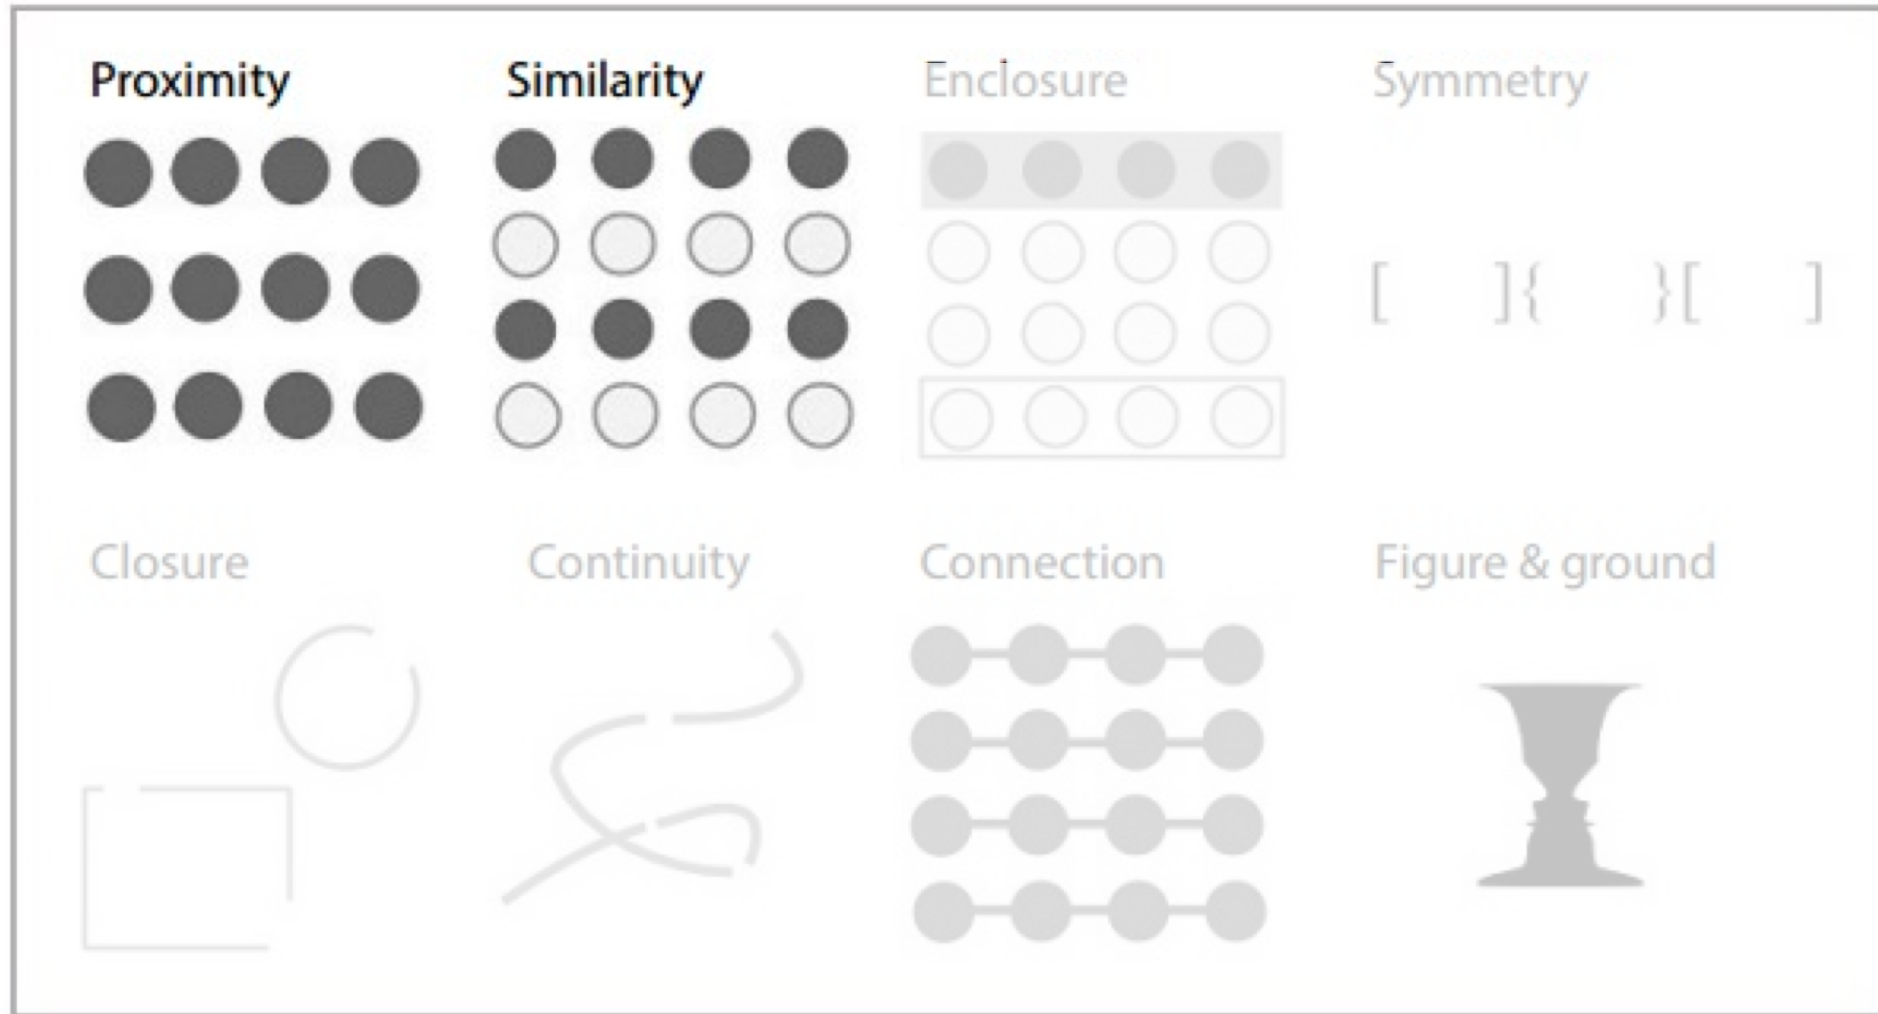 Proximity Similarity Enclosure Symmetry
[ ] { } [ ]
Closure Continuity Connection Figure & ground